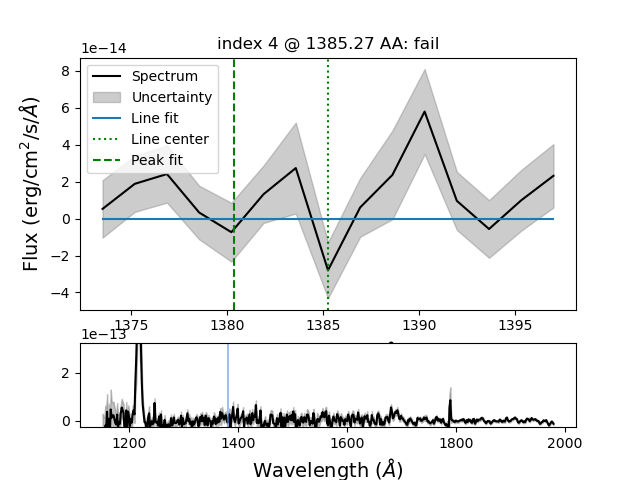 index 4 @ 1385.27 AA: fail
1e−14
8
6
4
2
0
−2
−4
Flux (erg/cm²/s/Å)
Spectrum
Uncertainty
Line fit
Line center
Peak fit
1375
1380
1385
1390
1395
1e−13
2
0
1200
1400
1600
1800
2000
Wavelength (Å)